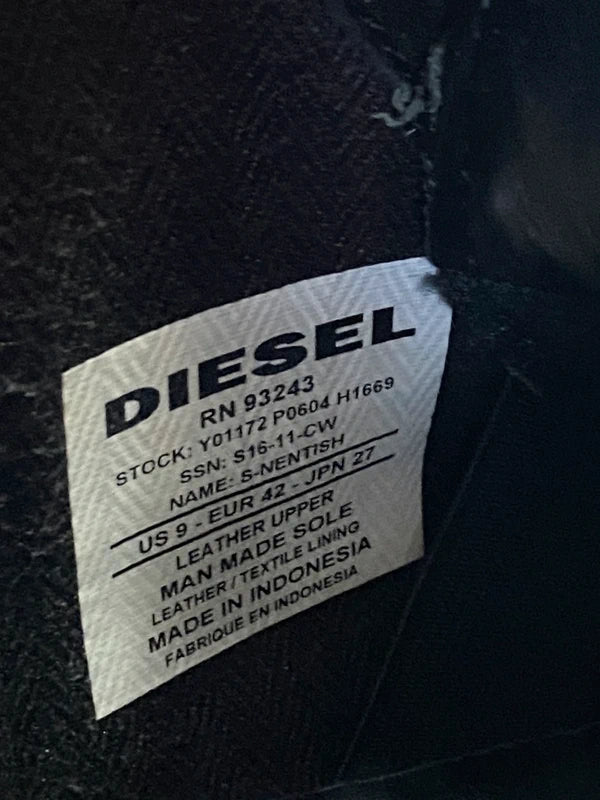 DIESEL
RN 93243
STOCK: Y01172 P0604 H1669
SSN: S16-11-CW
NAME: S-NENTISH
US 9 - EUR 42 - JPN 27
LEATHER UPPER
MAN MADE SOLE
LEATHER / TEXTILE LINING
MADE IN INDONESIA
FABRIQUE EN INDONESIA